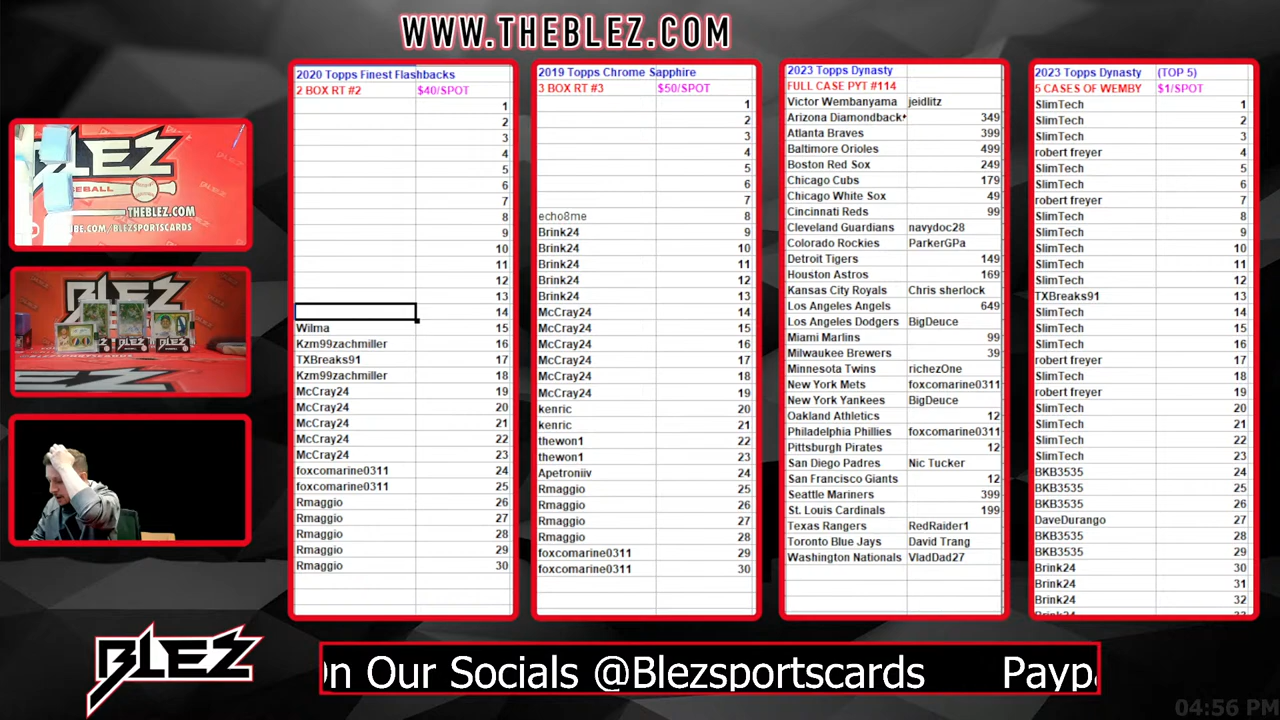 WWW.THEBLEZ.COM
BLEZ
BASEBALL
THEBLEZ.COM
BLEZ
2020 Topps Finest Flashbacks
2 BOX RT #2 $40/SPOT
1
2
3
4
5
6
7
8
9
10
11
12
13
14
Wilma 15
Kzm99zachmiller 16
TXBreaks91 17
Kzm99zachmiller 18
McCray24 19
McCray24 20
McCray24 21
McCray24 22
McCray24 23
foxcomarine0311 24
foxcomarine0311 25
Rmaggio 26
Rmaggio 27
Rmaggio 28
Rmaggio 29
Rmaggio 30
2019 Topps Chrome Sapphire
3 BOX RT #3 $50/SPOT
1
2
3
4
5
6
7
echo8me 8
Brink24 9
Brink24 10
Brink24 11
Brink24 12
Brink24 13
McCray24 14
McCray24 15
McCray24 16
McCray24 17
McCray24 18
McCray24 19
kenric 20
kenric 21
thewon1 22
thewon1 23
Apetroniiv 24
Rmaggio 25
Rmaggio 26
Rmaggio 27
Rmaggio 28
foxcomarine0311 29
foxcomarine0311 30
2023 Topps Dynasty
FULL CASE PYT #114
Victor Wembanyama jeidlitz
Arizona Diamondback 349
Atlanta Braves 399
Baltimore Orioles 499
Boston Red Sox 249
Chicago Cubs 179
Chicago White Sox 49
Cincinnati Reds 99
Cleveland Guardians navydoc28
Colorado Rockies ParkerGPa
Detroit Tigers 149
Houston Astros 169
Kansas City Royals Chris sherlock
Los Angeles Angels 649
Los Angeles Dodgers BigDeuce
Miami Marlins 99
Milwaukee Brewers 39
Minnesota Twins richezOne
New York Mets foxcomarine0311
New York Yankees BigDeuce
Oakland Athletics 12
Philadelphia Phillies foxcomarine0311
Pittsburgh Pirates 12
San Diego Padres Nic Tucker
San Francisco Giants 12
Seattle Mariners 399
St. Louis Cardinals 199
Texas Rangers RedRaider1
Toronto Blue Jays David Trang
Washington Nationals VladDad27
2023 Topps Dynasty (TOP 5)
5 CASES OF WEMBY $1/SPOT
SlimTech 1
SlimTech 2
SlimTech 3
robert freyer 4
SlimTech 5
SlimTech 6
robert freyer 7
SlimTech 8
SlimTech 9
SlimTech 10
SlimTech 11
SlimTech 12
TXBreaks91 13
SlimTech 14
SlimTech 15
SlimTech 16
robert freyer 17
SlimTech 18
robert freyer 19
SlimTech 20
SlimTech 21
SlimTech 22
SlimTech 23
BKB3535 24
BKB3535 25
BKB3535 26
DaveDurango 27
BKB3535 28
BKB3535 29
Brink24 30
Brink24 31
Brink24 32
BLEZ
On Our Socials @Blezsportscards Paypa
04:56 PM